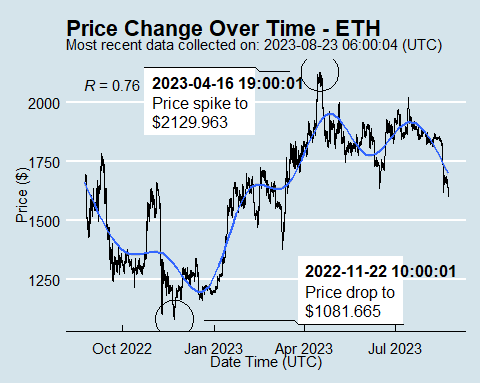 Price Change Over Time - ETH
Most recent data collected on: 2023-08-23 06:00:04 (UTC)
R = 0.76
2023-04-16 19:00:01
Price spike to
$2129.963
2000
1750
1500
1250
Price ($)
2022-11-22 10:00:01
Price drop to
$1081.665
Oct 2022
Jan 2023
Apr 2023
Jul 2023
Date Time (UTC)